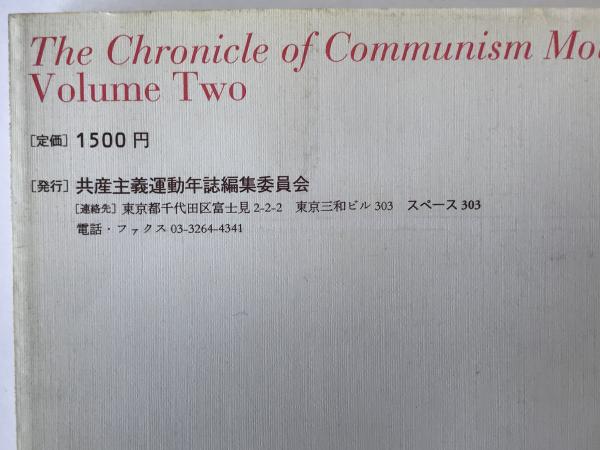 The Chronicle of Communism
Volume Two
[定価] 1500 円
[発行] 共産主義運動年誌編集委員会
[連絡先] 東京都千代田区富士見 2-2-2 東京三和ビル 303 スペース 303
電話・ファクス 03-3264-4341